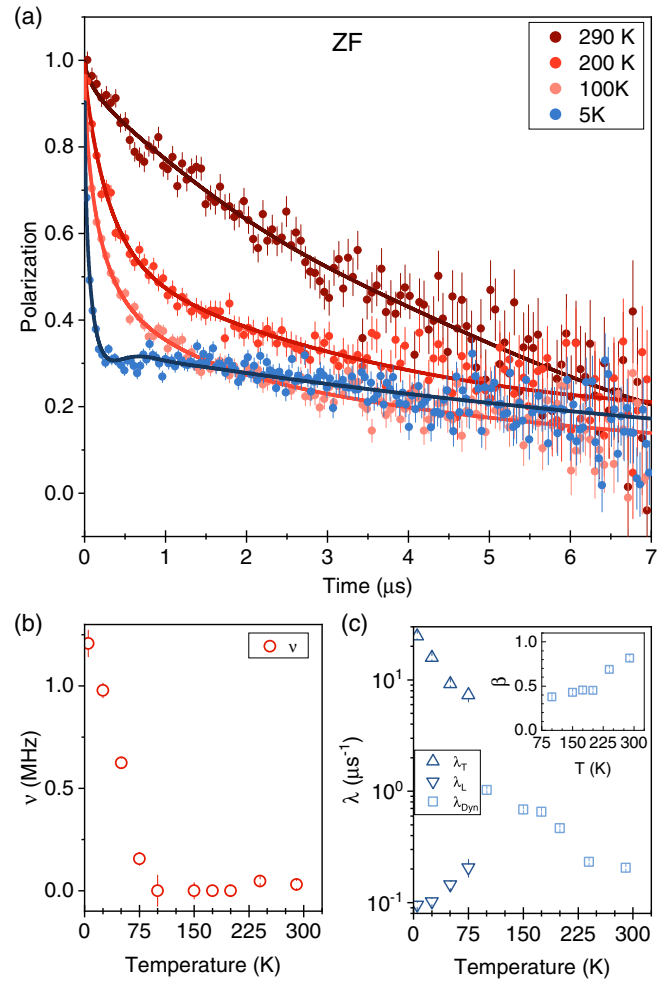 (a)
ZF
290 K
200 K
100K
5K
1.0
0.8
0.6
0.4
0.2
0.0
Polarization
0 1 2 3 4 5 6 7
Time (μs)
(b)
ν
1.0
0.5
0.0
ν (MHz)
0 75 150 225 300
Temperature (K)
(c)
10¹
10⁰
10⁻¹
λ (μs⁻¹)
λT
λL
λDyn
1.0
0.5
0.0
β
75 150 225 300
T (K)
0 75 150 225 300
Temperature (K)